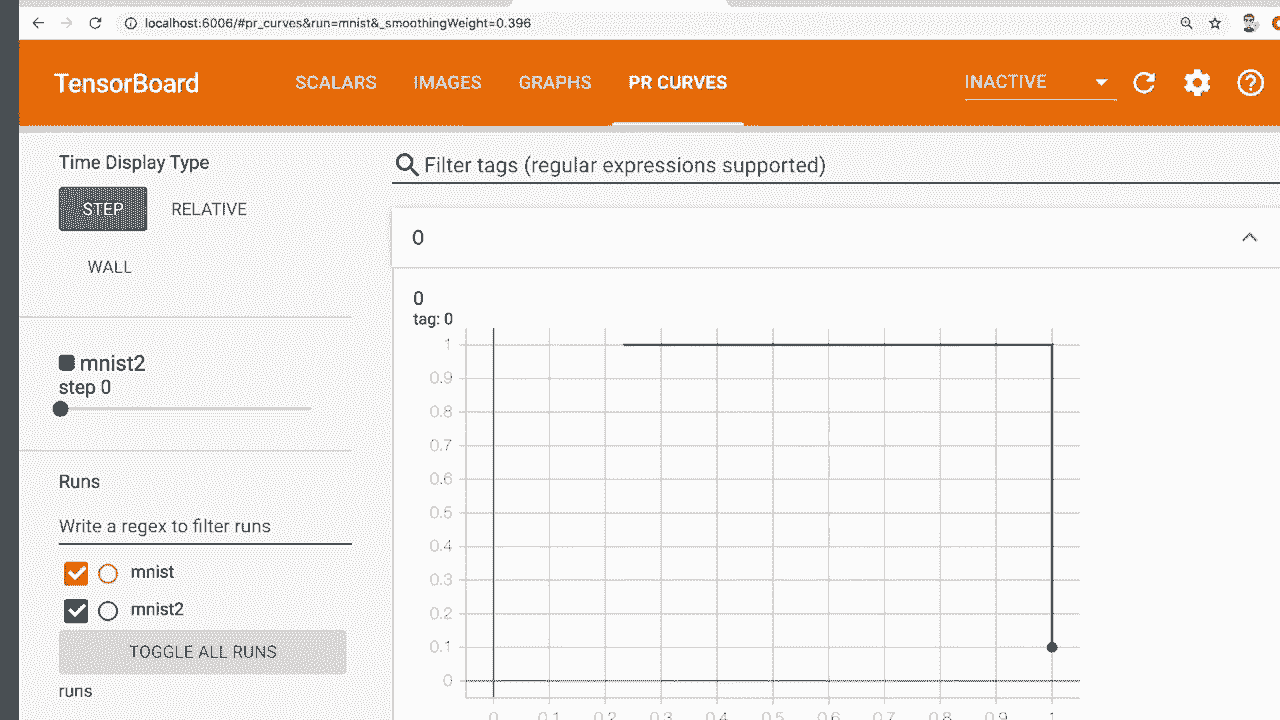 localhost:6006/#pr_curves&run=mnist&_smoothingWeight=0.396
TensorBoard SCALARS IMAGES GRAPHS PR CURVES INACTIVE
Time Display Type
STEP RELATIVE
WALL
mnist2
step 0
Runs
Write a regex to filter runs
mnist
mnist2
TOGGLE ALL RUNS
runs
Filter tags (regular expressions supported)
0
0
tag: 0
1
0.9
0.8
0.7
0.6
0.5
0.4
0.3
0.2
0.1
0
0 0.1 0.2 0.3 0.4 0.5 0.6 0.7 0.8 0.9 1